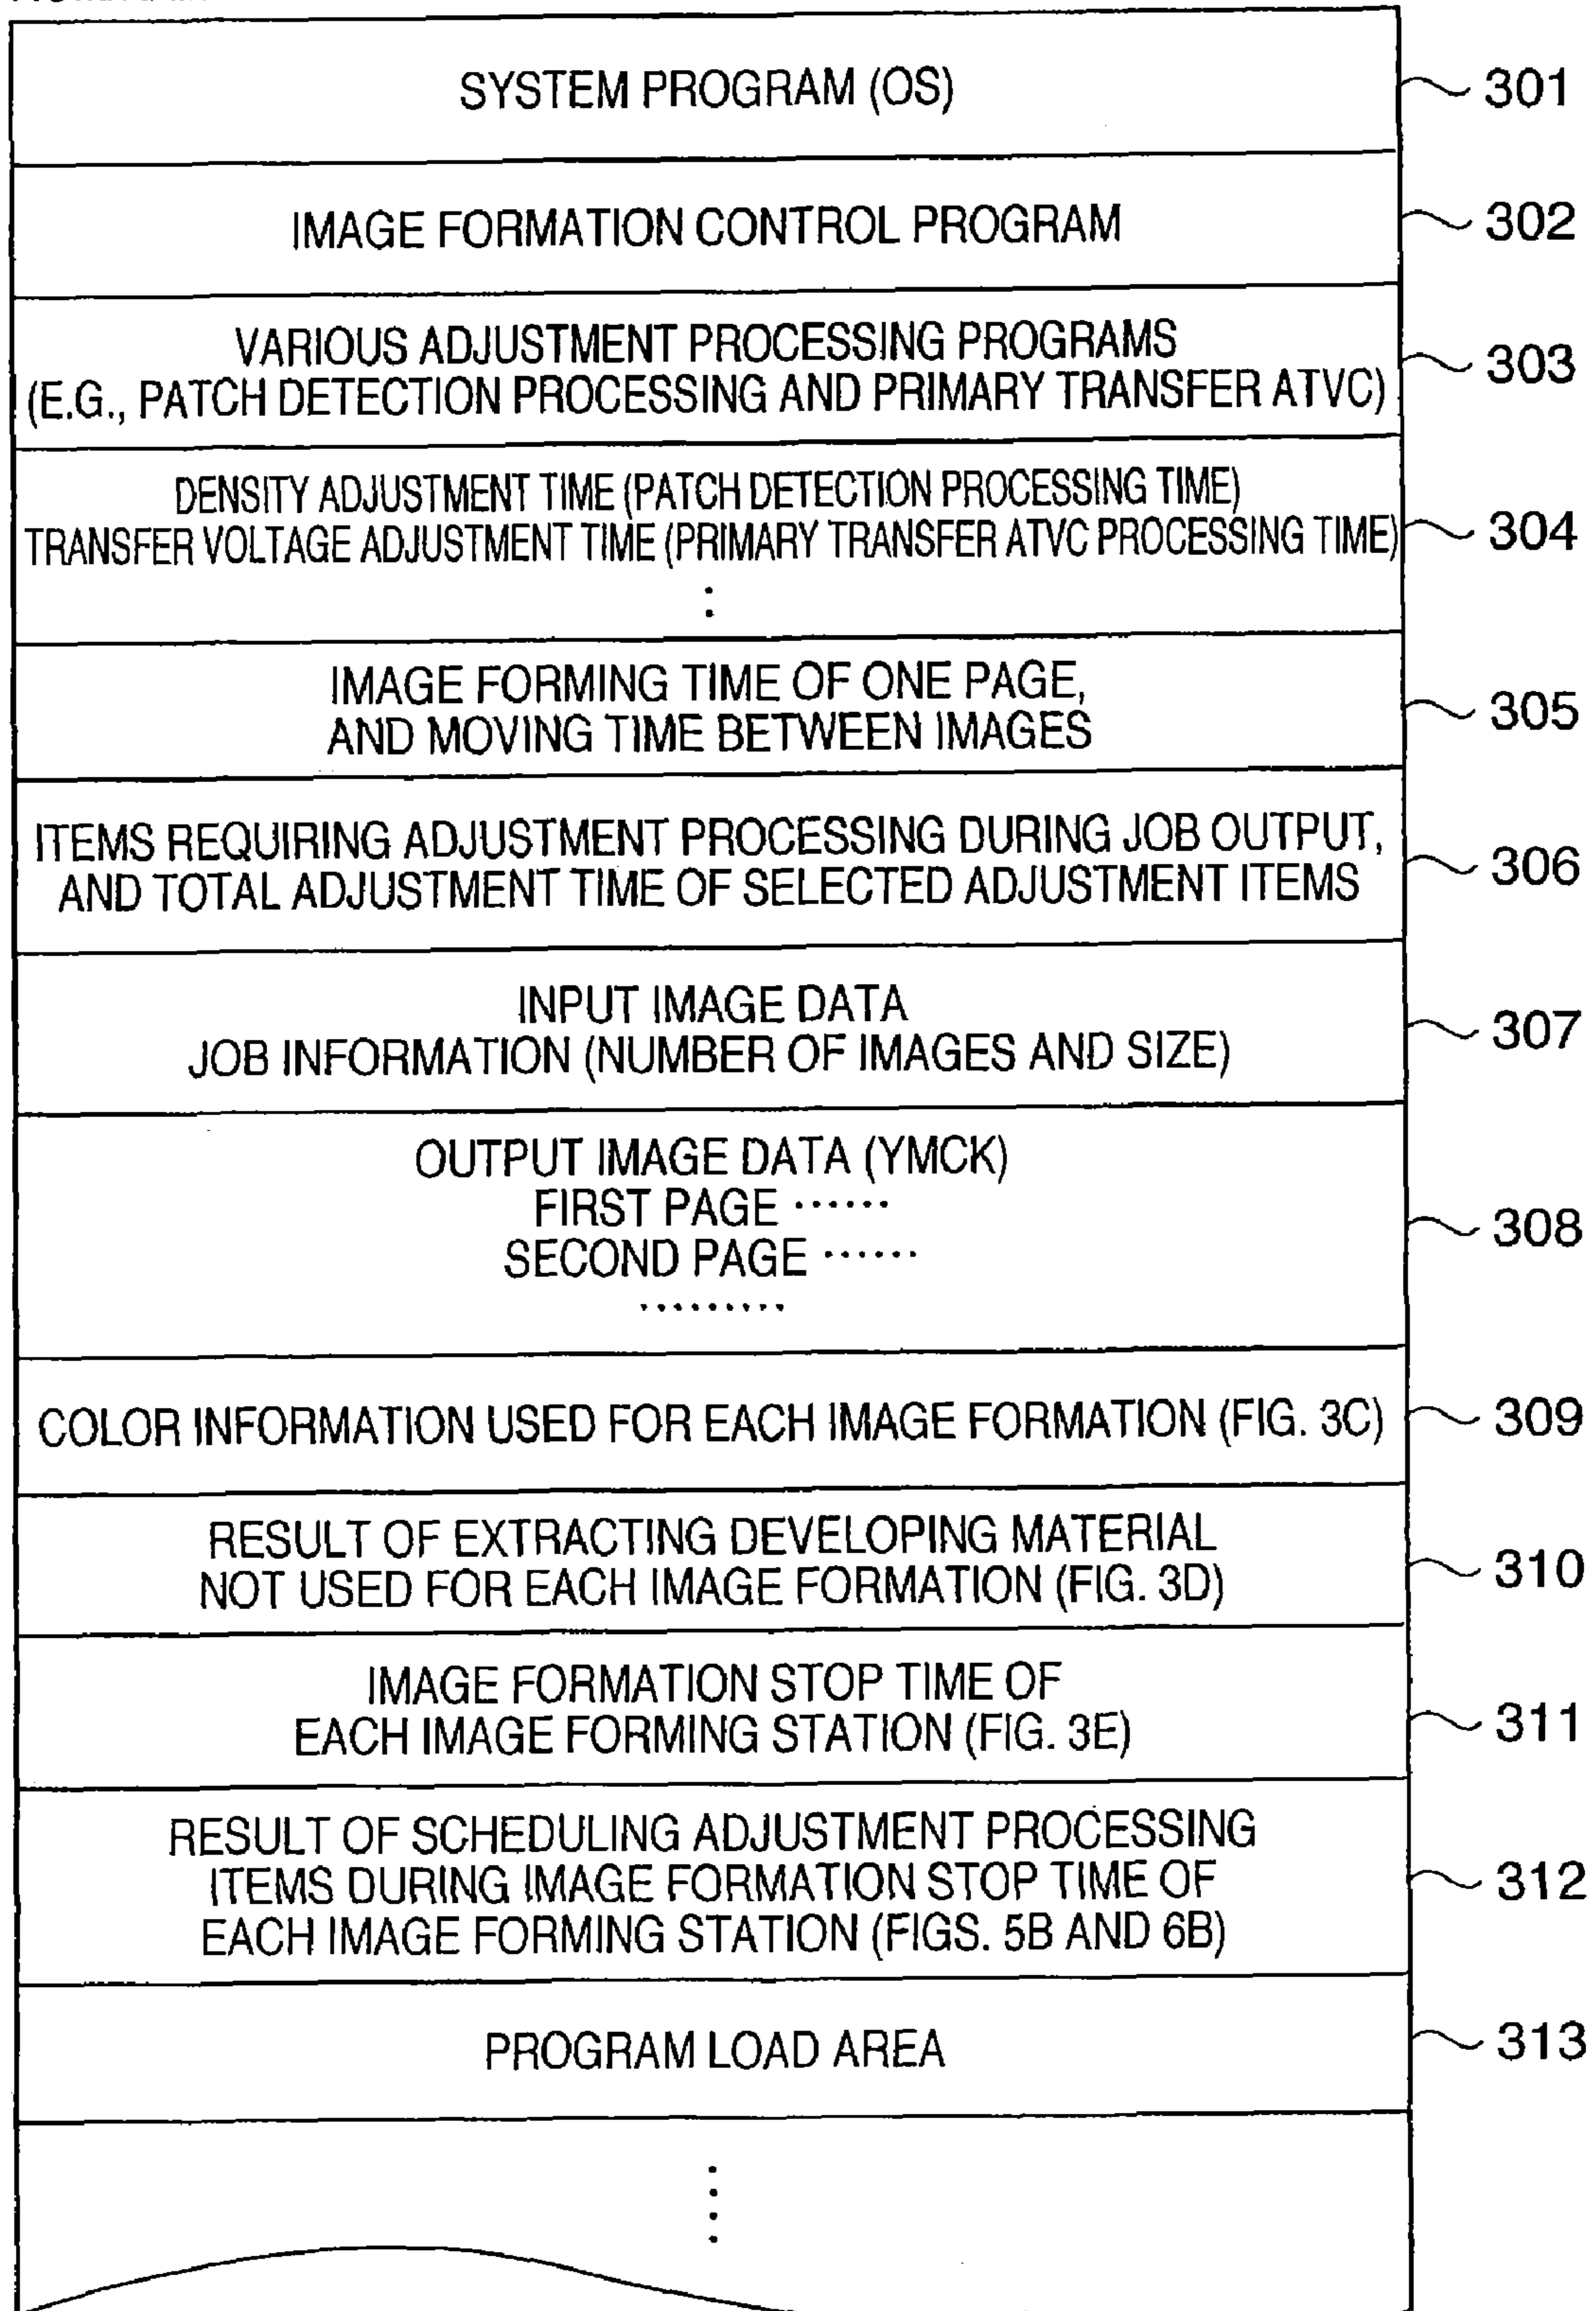 SYSTEM PROGRAM (OS)
301
IMAGE FORMATION CONTROL PROGRAM
302
VARIOUS ADJUSTMENT PROCESSING PROGRAMS
(E.G., PATCH DETECTION PROCESSING AND PRIMARY TRANSFER ATVC)
303
DENSITY ADJUSTMENT TIME (PATCH DETECTION PROCESSING TIME)
TRANSFER VOLTAGE ADJUSTMENT TIME (PRIMARY TRANSFER ATVC PROCESSING TIME)
304
IMAGE FORMING TIME OF ONE PAGE,
AND MOVING TIME BETWEEN IMAGES
305
ITEMS REQUIRING ADJUSTMENT PROCESSING DURING JOB OUTPUT,
AND TOTAL ADJUSTMENT TIME OF SELECTED ADJUSTMENT ITEMS
306
INPUT IMAGE DATA
JOB INFORMATION (NUMBER OF IMAGES AND SIZE)
307
OUTPUT IMAGE DATA (YMCK)
FIRST PAGE ······
SECOND PAGE ······
·········
308
COLOR INFORMATION USED FOR EACH IMAGE FORMATION (FIG. 3C)
309
RESULT OF EXTRACTING DEVELOPING MATERIAL
NOT USED FOR EACH IMAGE FORMATION (FIG. 3D)
310
IMAGE FORMATION STOP TIME OF
EACH IMAGE FORMING STATION (FIG. 3E)
311
RESULT OF SCHEDULING ADJUSTMENT PROCESSING
ITEMS DURING IMAGE FORMATION STOP TIME OF
EACH IMAGE FORMING STATION (FIGS. 5B AND 6B)
312
PROGRAM LOAD AREA
313